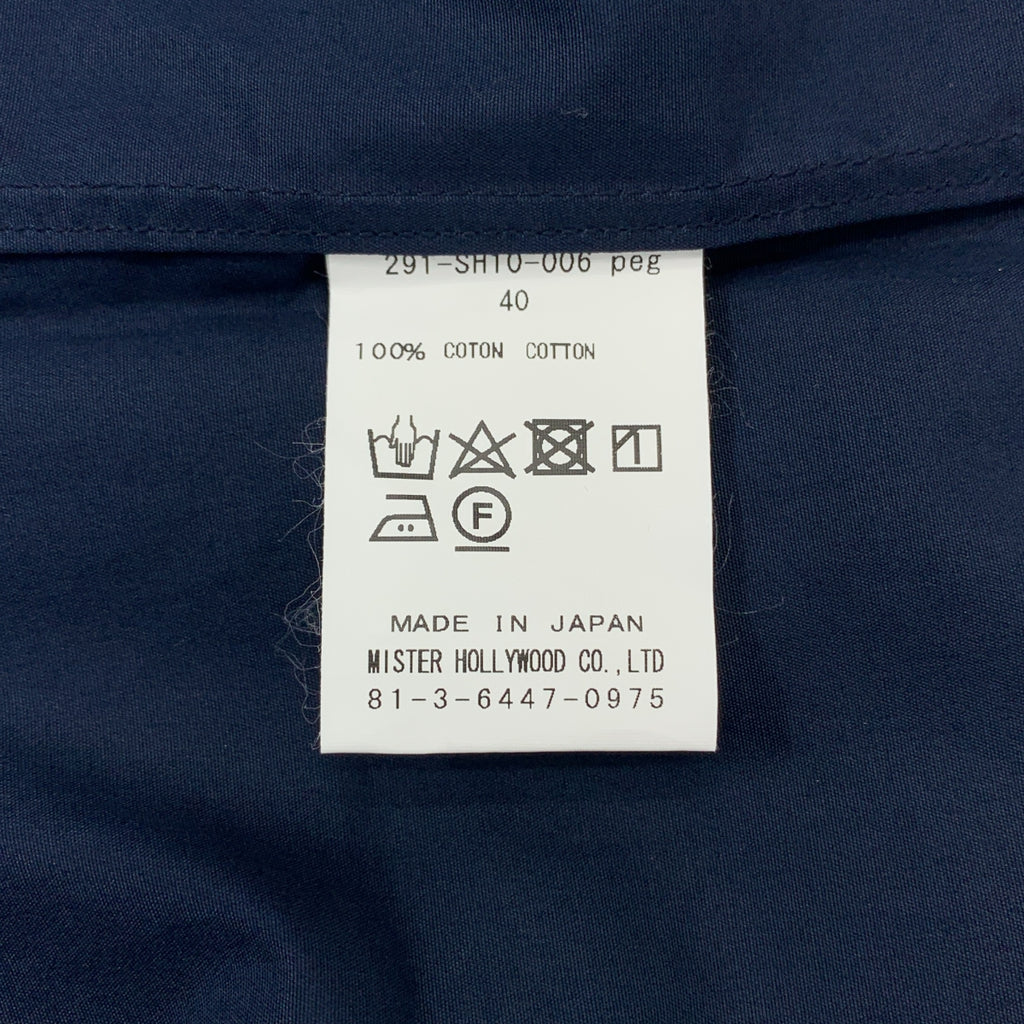 291-SH10-006 peg
40
100% COTON COTTON
F
MADE IN JAPAN
MISTER HOLLYWOOD CO.,LTD
81-3-6447-0975